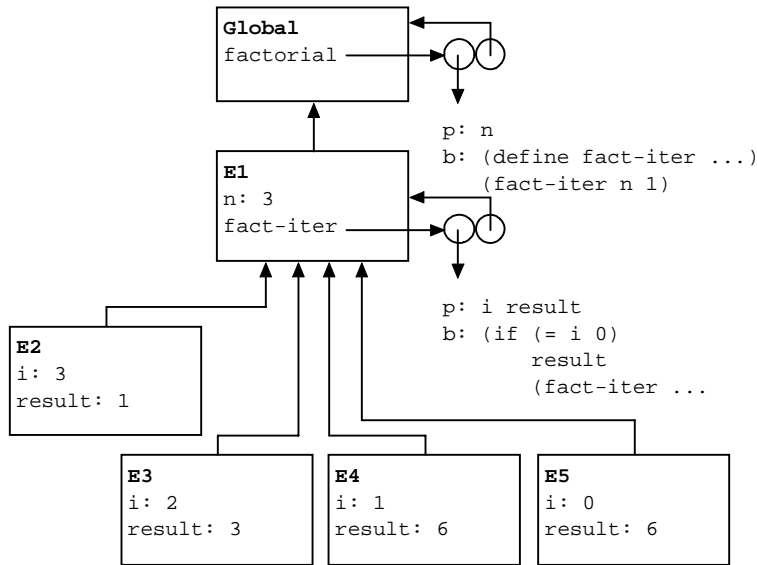 Global
factorial
p: n
b: (define fact-iter ...)
(fact-iter n 1)
E1
n: 3
fact-iter
p: i result
b: (if (= i 0)
result
(fact-iter ...
E2
i: 3
result: 1
E3
i: 2
result: 3
E4
i: 1
result: 6
E5
i: 0
result: 6